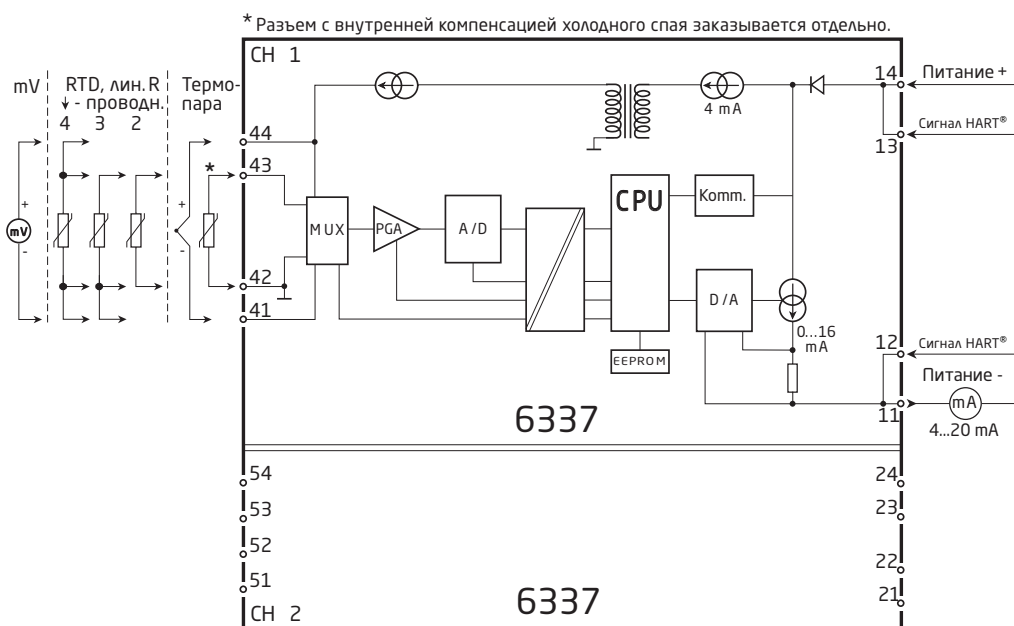 * Разъем с внутренней компенсацией холодного спая заказывается отдельно.
CH 1
mV
RTD, лин. R
↓ - проводн.
4 3 2
Термо-
пара
44
43
*
42
41
+
mV
-
+
-
MUX
PGA
A/D
CPU
Komm.
D/A
EEPROM
4 mA
0...16
mA
14
Питание +
Сигнал HART®
13
12
Сигнал HART®
Питание -
11
mA
4...20 mA
6337
54
53
52
51
CH 2
24
23
22
21
6337